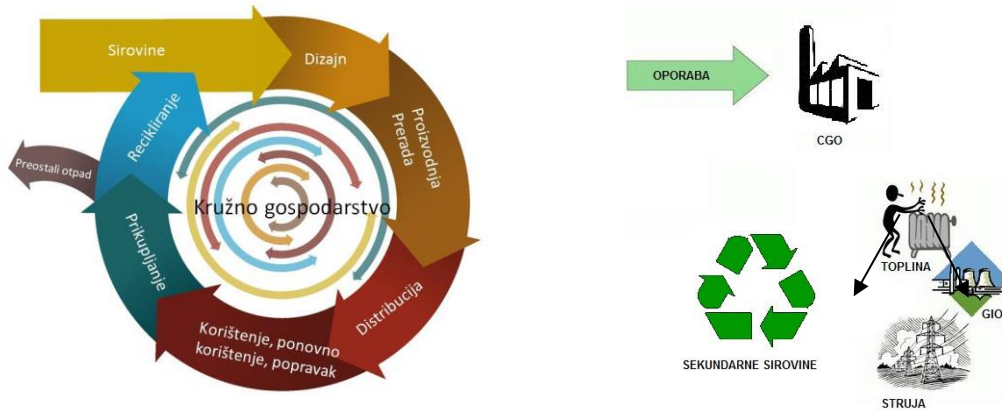 Sirovine
Dizajn
Proizvodnja
Prerada
Distribucija
Korištenje, ponovno
korištenje, popravak
Prikupljanje
Recikliranje
Preostali otpad
Kružno gospodarstvo
OPORABA
CGO
TOPLINA
GIO
SEKUNDARNE SIROVINE
STRUJA